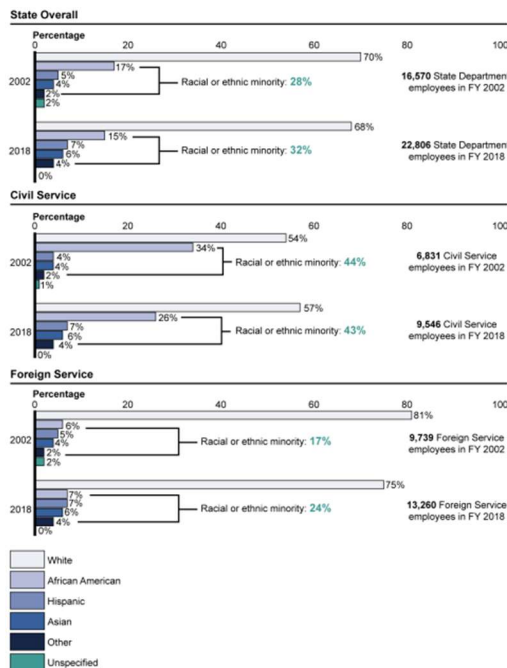 State Overall
Percentage
0 20 40 60 80 100
2002
70%
17%
5%
4%
2%
2%
Racial or ethnic minority: 28%
16,570 State Department
employees in FY 2002
2018
68%
15%
7%
6%
4%
0%
Racial or ethnic minority: 32%
22,806 State Department
employees in FY 2018
Civil Service
Percentage
0 20 40 60 80 100
2002
54%
34%
4%
4%
2%
1%
Racial or ethnic minority: 44%
6,831 Civil Service
employees in FY 2002
2018
57%
26%
7%
6%
4%
0%
Racial or ethnic minority: 43%
9,546 Civil Service
employees in FY 2018
Foreign Service
Percentage
0 20 40 60 80 100
2002
81%
6%
5%
4%
2%
2%
Racial or ethnic minority: 17%
9,739 Foreign Service
employees in FY 2002
2018
75%
7%
7%
6%
4%
0%
Racial or ethnic minority: 24%
13,260 Foreign Service
employees in FY 2018
White
African American
Hispanic
Asian
Other
Unspecified